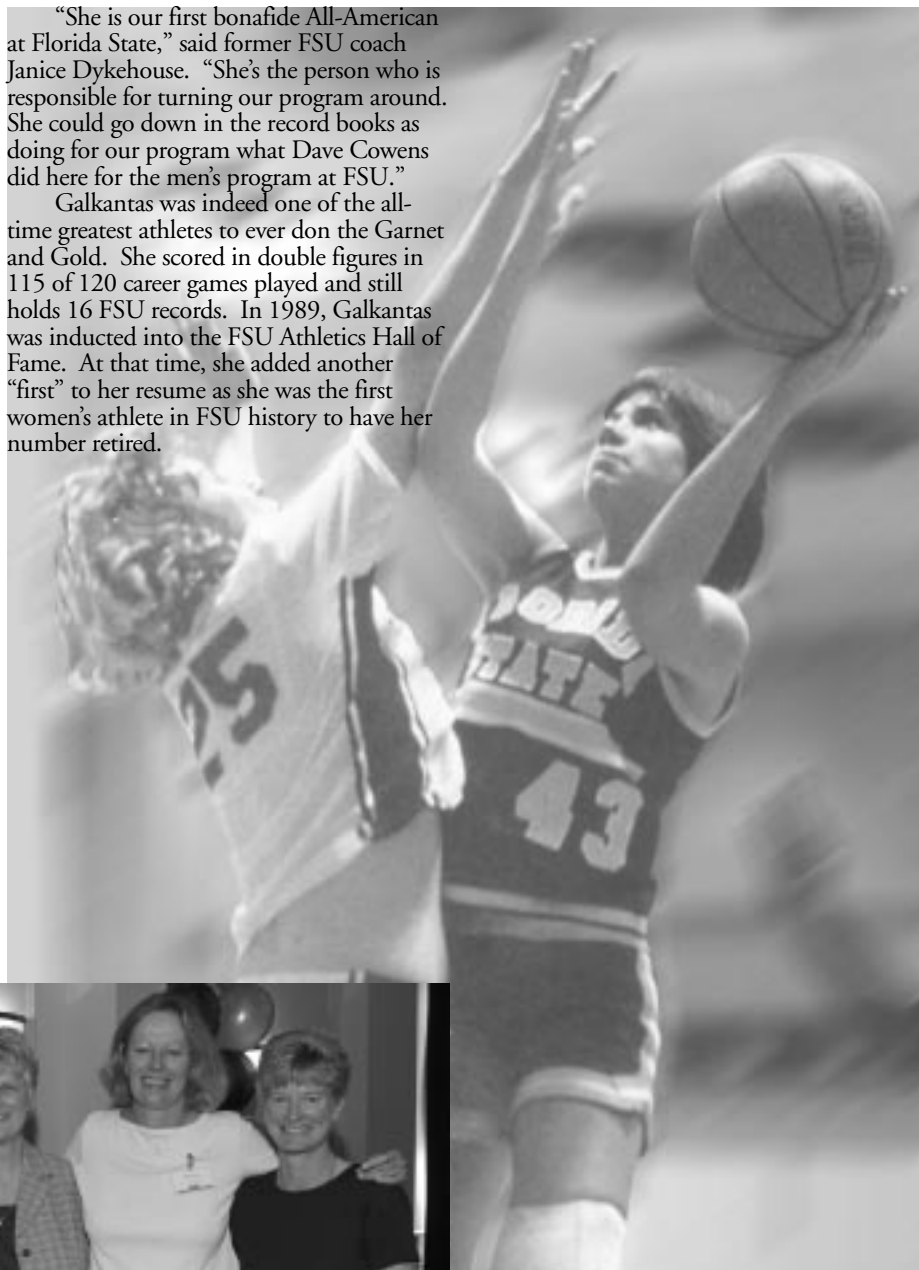 “She is our first bonafide All-American
at Florida State,” said former FSU coach
Janice Dykehouse.  “She’s the person who is
responsible for turning our program around.
She could go down in the record books as
doing for our program what Dave Cowens
did here for the men’s program at FSU.”
Galkantas was indeed one of the all-
time greatest athletes to ever don the Garnet
and Gold.  She scored in double figures in
115 of 120 career games played and still
holds 16 FSU records.  In 1989, Galkantas
was inducted into the FSU Athletics Hall of
Fame.  At that time, she added another
“first” to her resume as she was the first
women’s athlete in FSU history to have her
number retired.
25
STATE
43